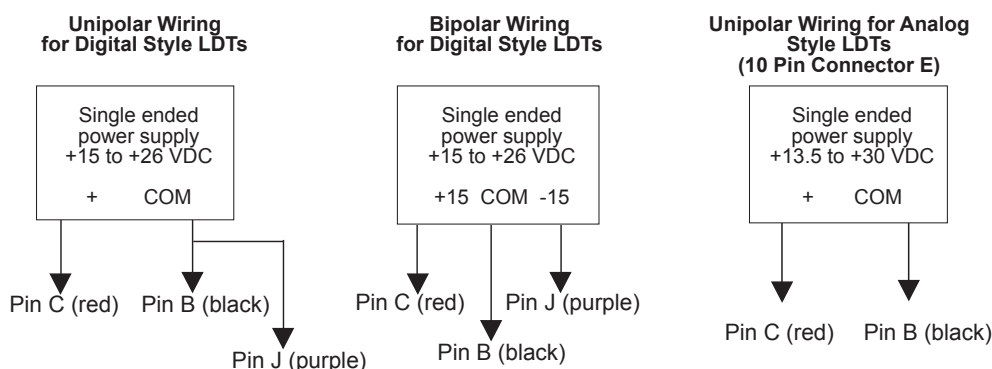 Unipolar Wiring
for Digital Style LDTs
Single ended
power supply
+15 to +26 VDC
+ COM
Pin C (red) Pin B (black)
Pin J (purple)
Bipolar Wiring
for Digital Style LDTs
Single ended
power supply
+15 to +26 VDC
+15 COM -15
Pin C (red) Pin J (purple)
Pin B (black)
Unipolar Wiring for Analog
Style LDTs
(10 Pin Connector E)
Single ended
power supply
+13.5 to +30 VDC
+ COM
Pin C (red) Pin B (black)